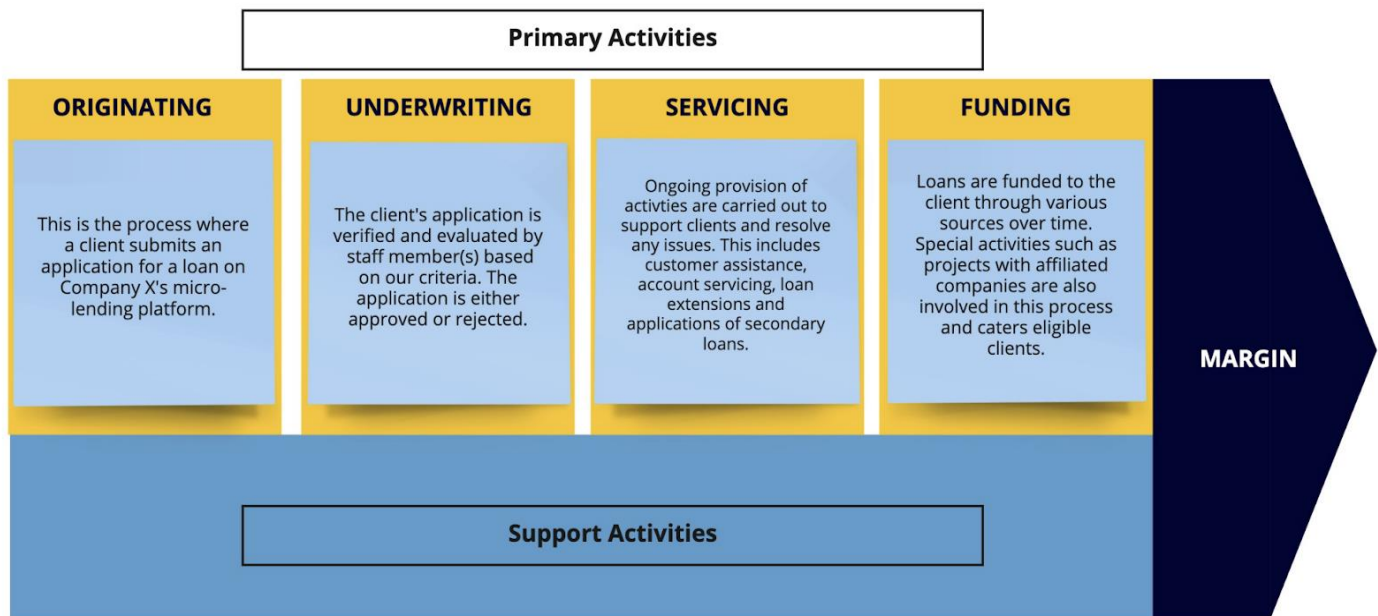 Primary Activities
ORIGINATING
This is the process where
a client submits an
application for a loan on
Company X's micro-
lending platform.
UNDERWRITING
The client's application is
verified and evaluated by
staff member(s) based
on our criteria. The
application is either
approved or rejected.
SERVICING
Ongoing provision of
activties are carried out to
support clients and resolve
any issues. This includes
customer assistance,
account servicing, loan
extensions and
applications of secondary
loans.
FUNDING
Loans are funded to the
client through various
sources over time.
Special activities such as
projects with affiliated
companies are also
involved in this process
and caters eligible
clients.
MARGIN
Support Activities